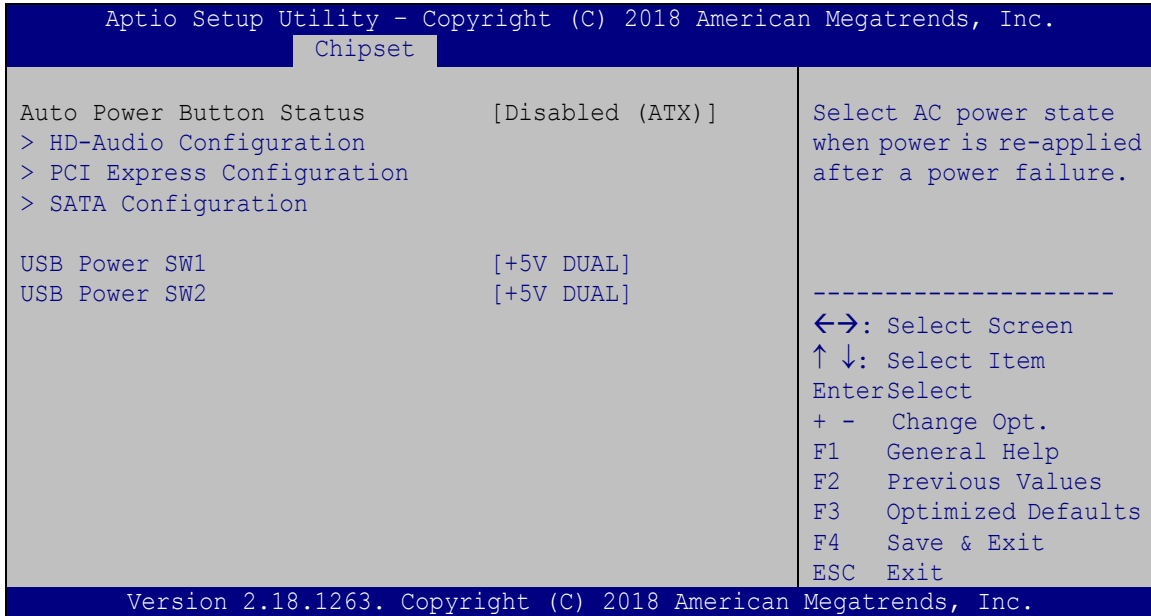 Aptio Setup Utility – Copyright (C) 2018 American Megatrends, Inc.
Chipset
Auto Power Button Status [Disabled (ATX)]
> HD-Audio Configuration
> PCI Express Configuration
> SATA Configuration
USB Power SW1 [+5V DUAL]
USB Power SW2 [+5V DUAL]
Select AC power state
when power is re-applied
after a power failure.
---------------------
←→: Select Screen
↑ ↓: Select Item
EnterSelect
+ - Change Opt.
F1 General Help
F2 Previous Values
F3 Optimized Defaults
F4 Save & Exit
ESC Exit
Version 2.18.1263. Copyright (C) 2018 American Megatrends, Inc.